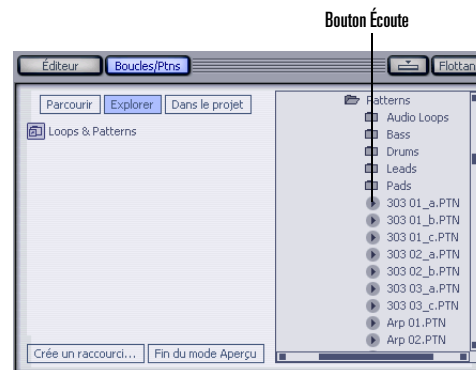 Bouton Écoute
Éditeur
Boucles/Ptns
Flottan
Parcourir
Explorer
Dans le projet
Loops & Patterns
Patterns
Audio Loops
Bass
Drums
Leads
Pads
303 01_a.PTN
303 01_b.PTN
303 01_c.PTN
303 02_a.PTN
303 02_b.PTN
303 03_a.PTN
303 03_c.PTN
Arp 01.PTN
Arp 02.PTN
Crée un raccourci...
Fin du mode Aperçu